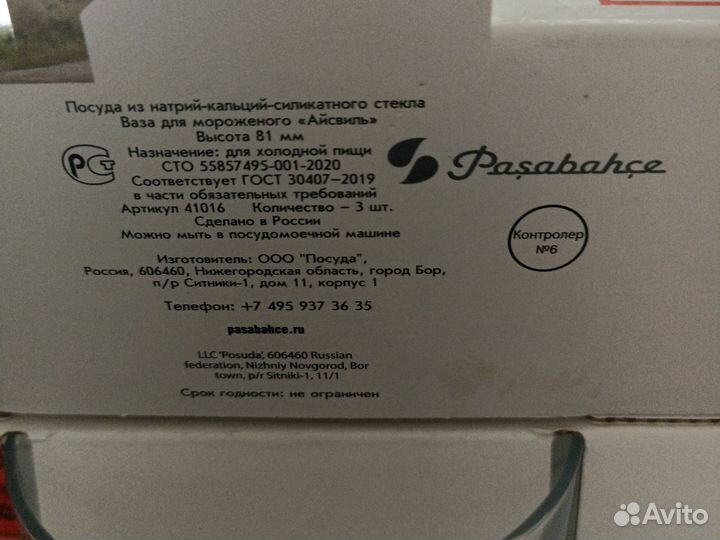 Посуда из натрий-кальций-силикатного стекла
Ваза для мороженого «Айсвиль»
Высота 81 мм
Назначение: для холодной пищи
СТО 55857495-001-2020
Соответствует ГОСТ 30407-2019
в части обязательных требований
Артикул 41016 Количество – 3 шт.
Сделано в России
Можно мыть в посудомоечной машине
РСТ
Paşabahçe
Контролер
№6
Изготовитель: ООО "Посуда",
Россия, 606460, Нижегородская область, город Бор,
п/р Ситники-1, дом 11, корпус 1
Телефон: +7 495 937 36 35
pasabahce.ru
LLC 'Posuda', 606460 Russian
federation, Nizhniy Novgorod, Bor
town, p/r Sitniki-1, 11/1
Срок годности: не ограничен
Avito